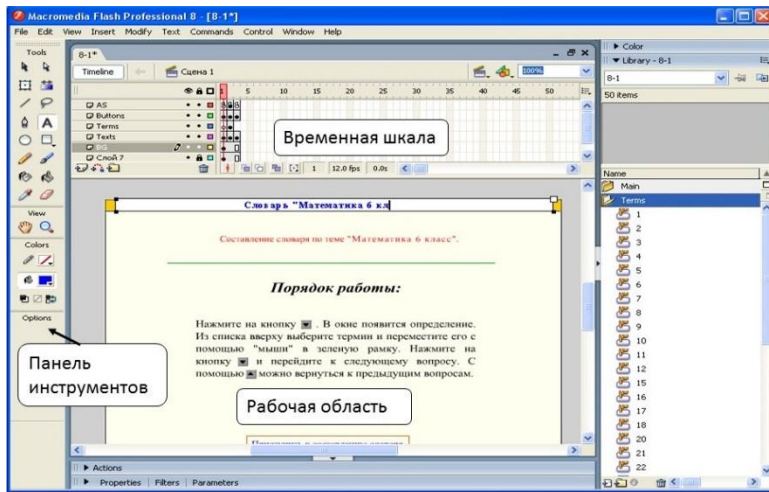 Macromedia Flash Professional 8 - [8-1*]
File Edit View Insert Modify Text Commands Control Window Help
Tools
View
Colors
Options
8-1*
Timeline
Сцена 1
100%
1 5 10 15 20 25 30 35 40 45 50
AS
Buttons
Terms
Texts
BG
Слой 7
1 12.0 fps 0.0s
Временная шкала
Словарь "Математика 6 кл
Составление словаря по теме "Математика 6 класс".
Порядок работы:
Нажмите на кнопку . В окне появится определение.
Из списка вверху выберите термин и переместите его с
помощью "мыши" в зеленую рамку. Нажмите на
кнопку и перейдите к следующему вопросу. С
помощью можно вернуться к предыдущим вопросам.
Панель
инструментов
Рабочая область
Actions
Properties Filters Parameters
Color
Library - 8-1
8-1
50 items
Name
Main
Terms
1
2
3
4
5
6
7
8
9
10
11
12
15
16
17
18
20
21
22